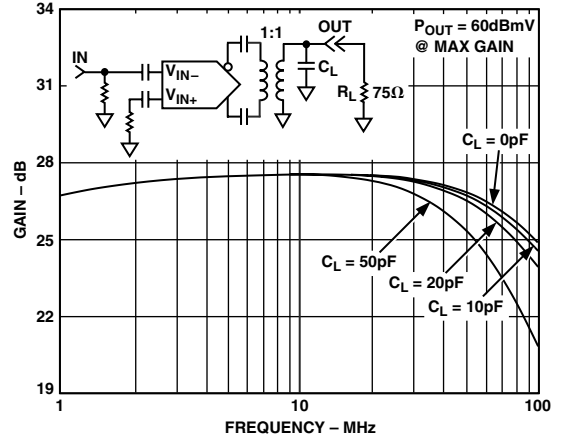 34
31
28
25
22
19
GAIN – dB
1
10
100
FREQUENCY – MHz
P_OUT = 60dBmV
@ MAX GAIN
IN
V_IN–
V_IN+
1:1
OUT
C_L
R_L 75Ω
C_L = 0pF
C_L = 50pF
C_L = 20pF
C_L = 10pF